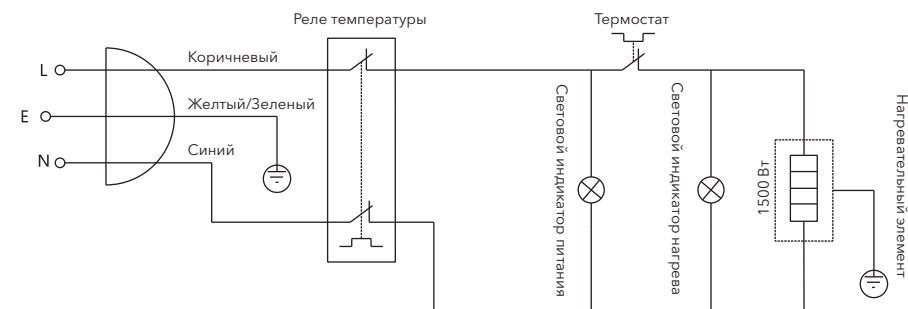 Реле температуры
Термостат
L
Коричневый
E
Желтый/Зеленый
N
Синий
Световой индикатор питания
Световой индикатор нагрева
1500 Вт
Нагревательный элемент